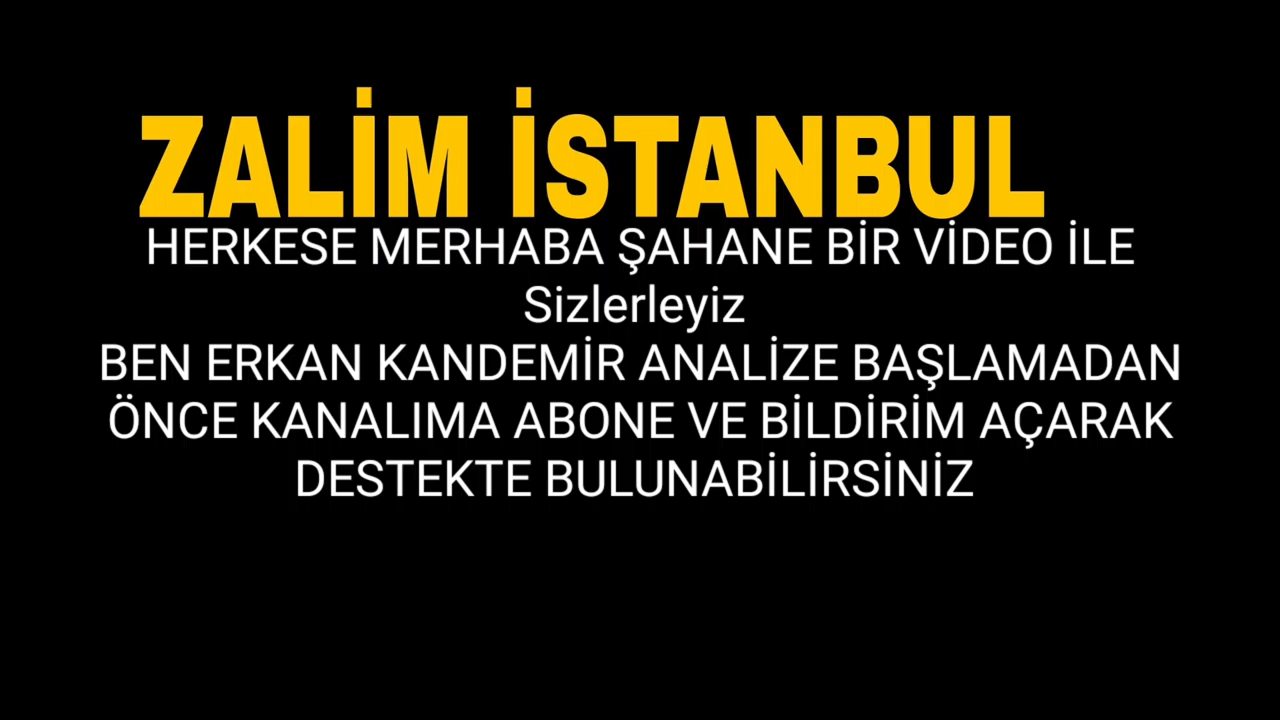 ZALİM İSTANBUL
HERKESE MERHABA ŞAHANE BİR VİDEO İLE
Sizlerleyiz
BEN ERKAN KANDEMİR ANALİZE BAŞLAMADAN
ÖNCE KANALIMA ABONE VE BİLDİRİM AÇARAK
DESTEKTE BULUNABİLİRSİNİZ